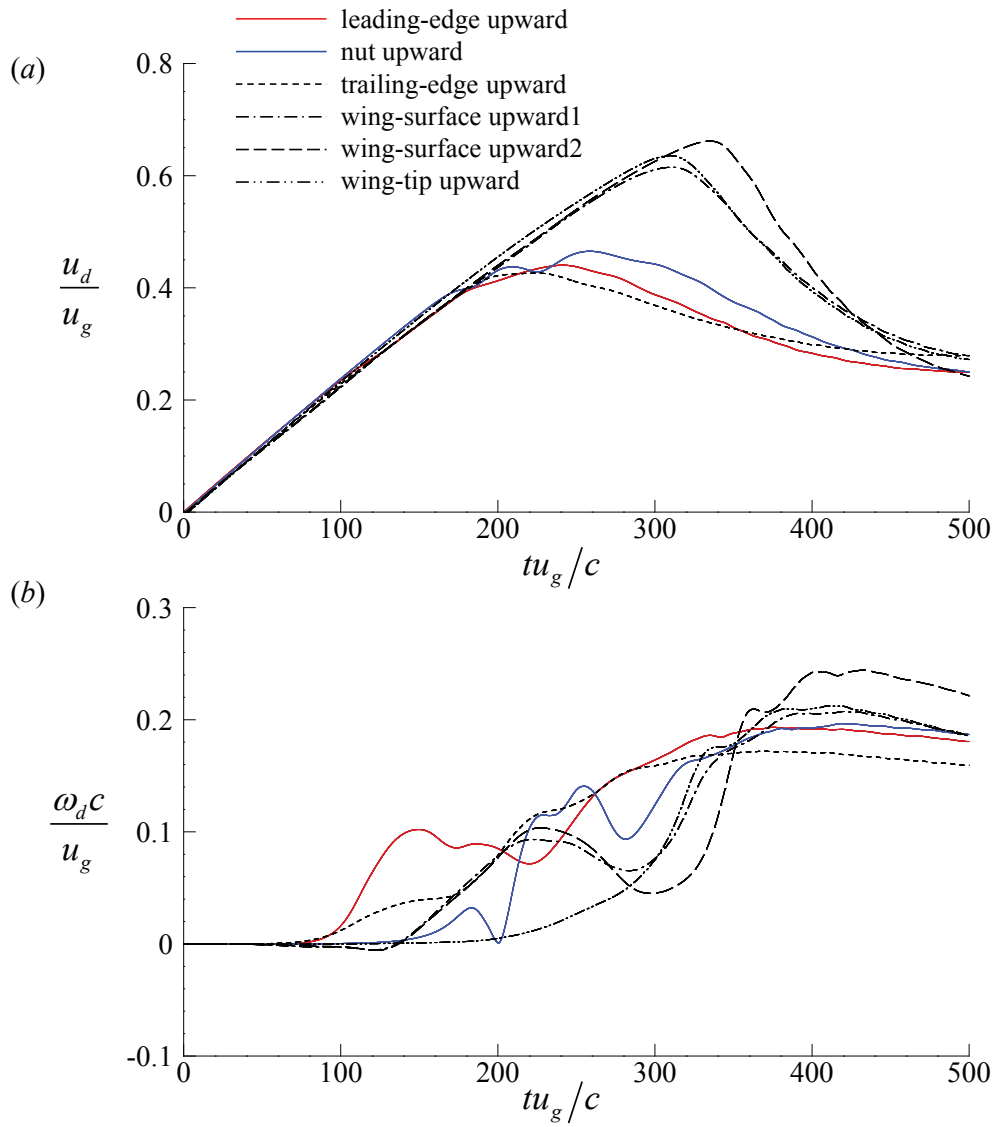 leading-edge upward
nut upward
trailing-edge upward
wing-surface upward1
wing-surface upward2
wing-tip upward
(a)
0.8
0.6
u_d/u_g
0.4
0.2
0
0 100 200 300 400 500
tu_g/c
(b)
0.3
0.2
ω_d c/u_g
0.1
0
-0.1
0 100 200 300 400 500
tu_g/c